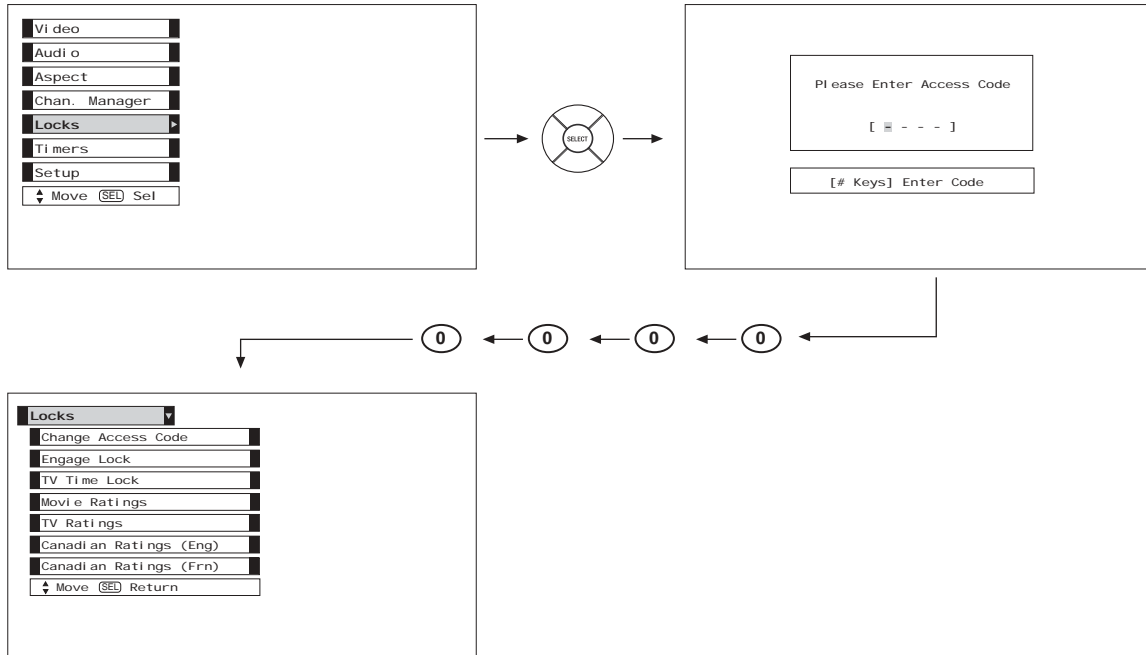 Video
Audio
Aspect
Chan. Manager
Locks
Timers
Setup
Move SEL Sel
SELECT
Please Enter Access Code
[ - - - - ]
[# Keys] Enter Code
0 0 0 0
Locks
Change Access Code
Engage Lock
TV Time Lock
Movie Ratings
TV Ratings
Canadian Ratings (Eng)
Canadian Ratings (Frn)
Move SEL Return